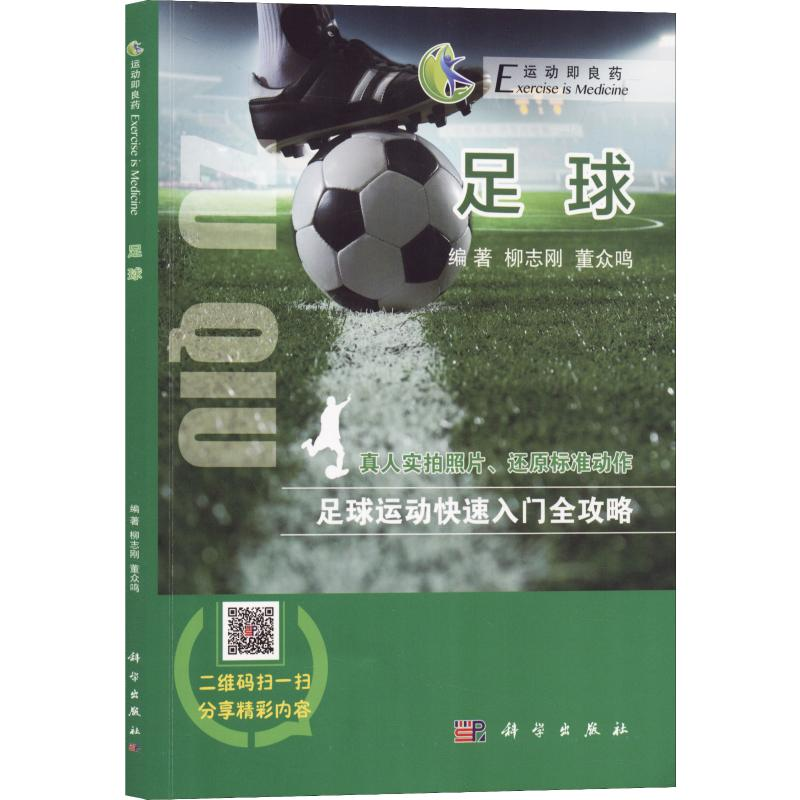 运动即良药 Exercise is Medicine
足球
编著 柳志刚 董众鸣
科学出版社
运动即良药
Exercise is Medicine
足球
编著 柳志刚 董众鸣
ZU QIU
真人实拍照片、还原标准动作
足球运动快速入门全攻略
二维码扫一扫
分享精彩内容
科学出版社